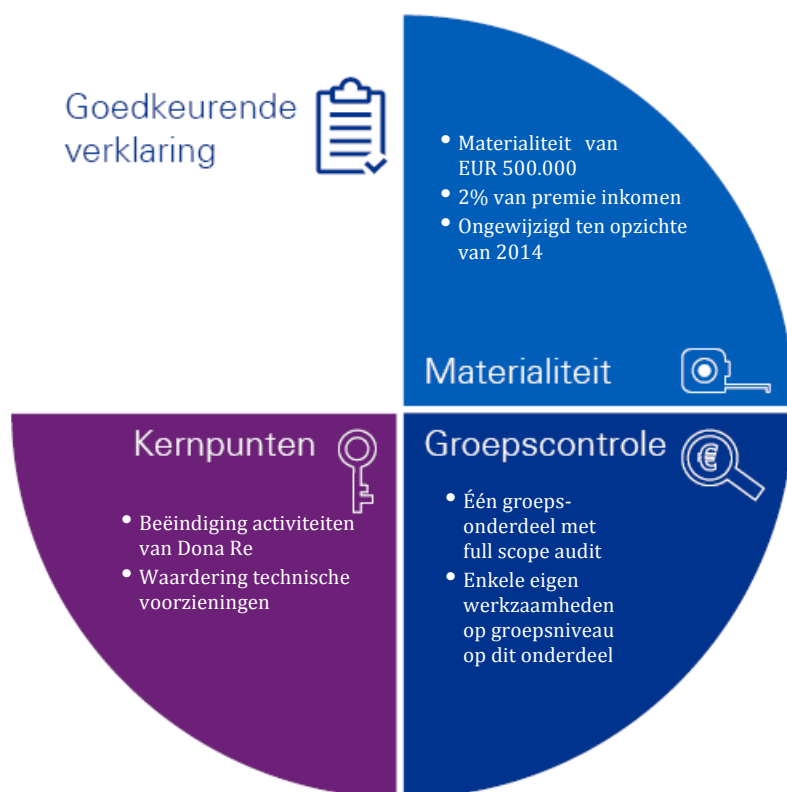 Goedkeurende
verklaring
• Materialiteit van
EUR 500.000
• 2% van premie inkomen
• Ongewijzigd ten opzichte
van 2014
Materialiteit
Kernpunten
• Beëindiging activiteiten
van Dona Re
• Waardering technische
voorzieningen
Groepscontrole
• Één groeps-
onderdeel met
full scope audit
• Enkele eigen
werkzaamheden
op groepsniveau
op dit onderdeel